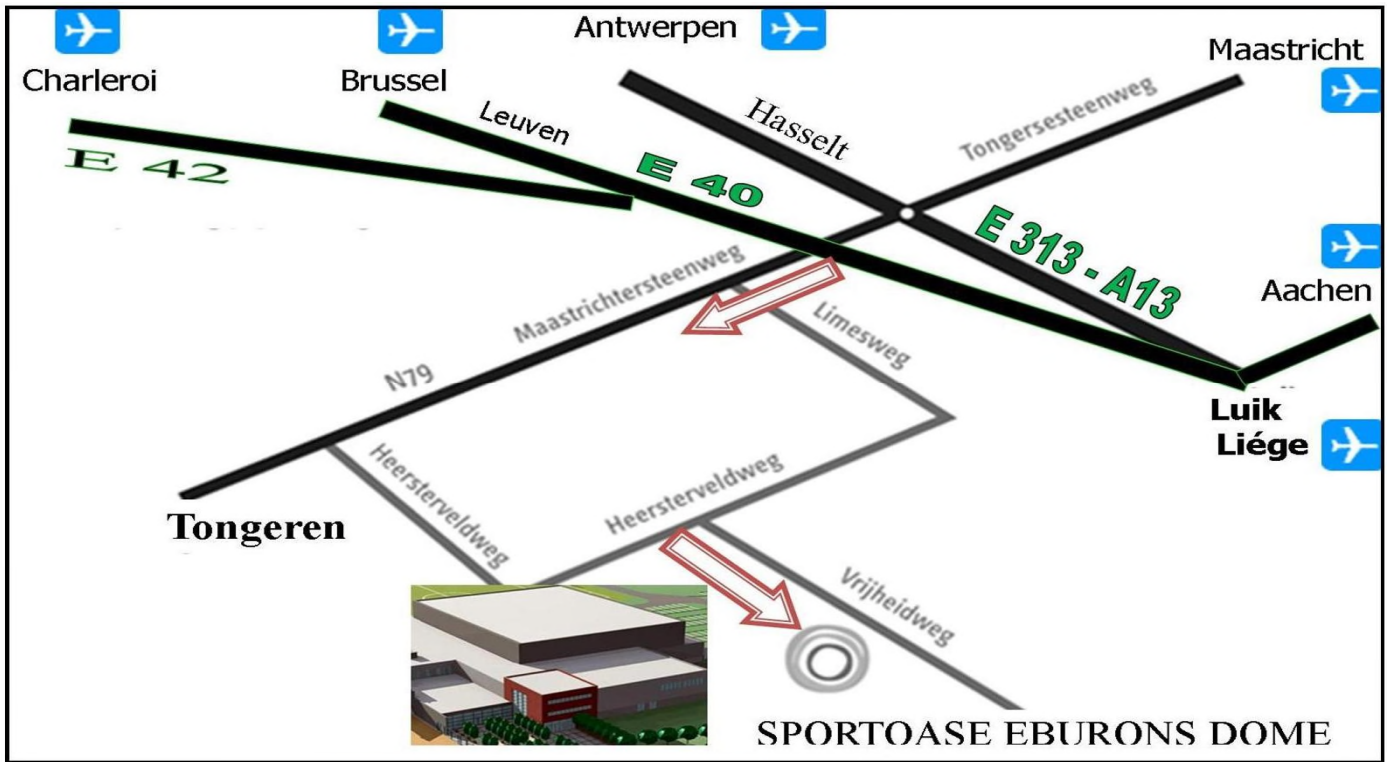 Antwerpen
Maastricht
Charleroi
Brussel
Leuven
Hasselt
Tongersesteenweg
E 42
E 40
E 313 - A13
Aachen
Maastrichtersteenweg
Limesweg
N79
Luik
Liége
Heersterveldweg
Heersterveldweg
Tongeren
Vrijheidweg
SPORTOASE EBURONS DOME